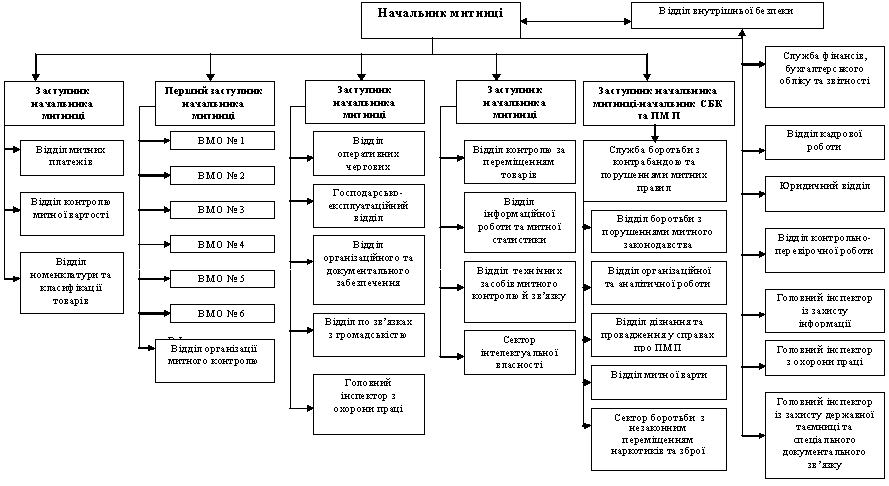 Начальник митниці
Відділ внутрішньої безпеки
Заступник
начальника
митниці
Відділ митних
платежів
Відділ контролю
митної вартості
Відділ
номенклатури та
класифікації
товарів
Перший заступник
начальника
митниці
ВМО № 1
ВМО № 2
ВМО № 3
ВМО № 4
ВМО № 5
ВМО № 6
Відділ організації
митного контролю
Заступник
начальника
митниці
Відділ
оперативних
чергових
Господарсько-
експлуатаційний
відділ
Відділ
організаційного та
документального
забезпечення
Відділ по зв’язках
з громадськістю
Головний
інспектор з
охорони праці
Заступник
начальника
митниці
Відділ контролю за
переміщенням
товарів
Відділ
інформаційної
роботи та митної
статистики
Відділ технічних
засобів митного
контролю й зв’язку
Сектор
інтелектуальної
власності
Заступник начальника
митниці-начальник СБК
та ПМП
Служба боротьби з
контрабандою та
порушеннями митних
правил
Відділ боротьби з
порушеннями митного
законодавства
Відділ організаційної
та аналітичної роботи
Відділ дізнання та
провадження у справах
про ПМП
Відділ митної варти
Сектор боротьби з
незаконним
переміщенням
наркотиків та зброї
Служба фінансів,
бухгалтерського
обліку та звітності
Відділ кадрової
роботи
Юридичний відділ
Відділ контрольно-
перевірочної роботи
Головний інспектор
із захисту
інформації
Головний інспектор
з охорони праці
Головний інспектор
із захисту державної
таємниці та
спеціального
документального
зв’язку